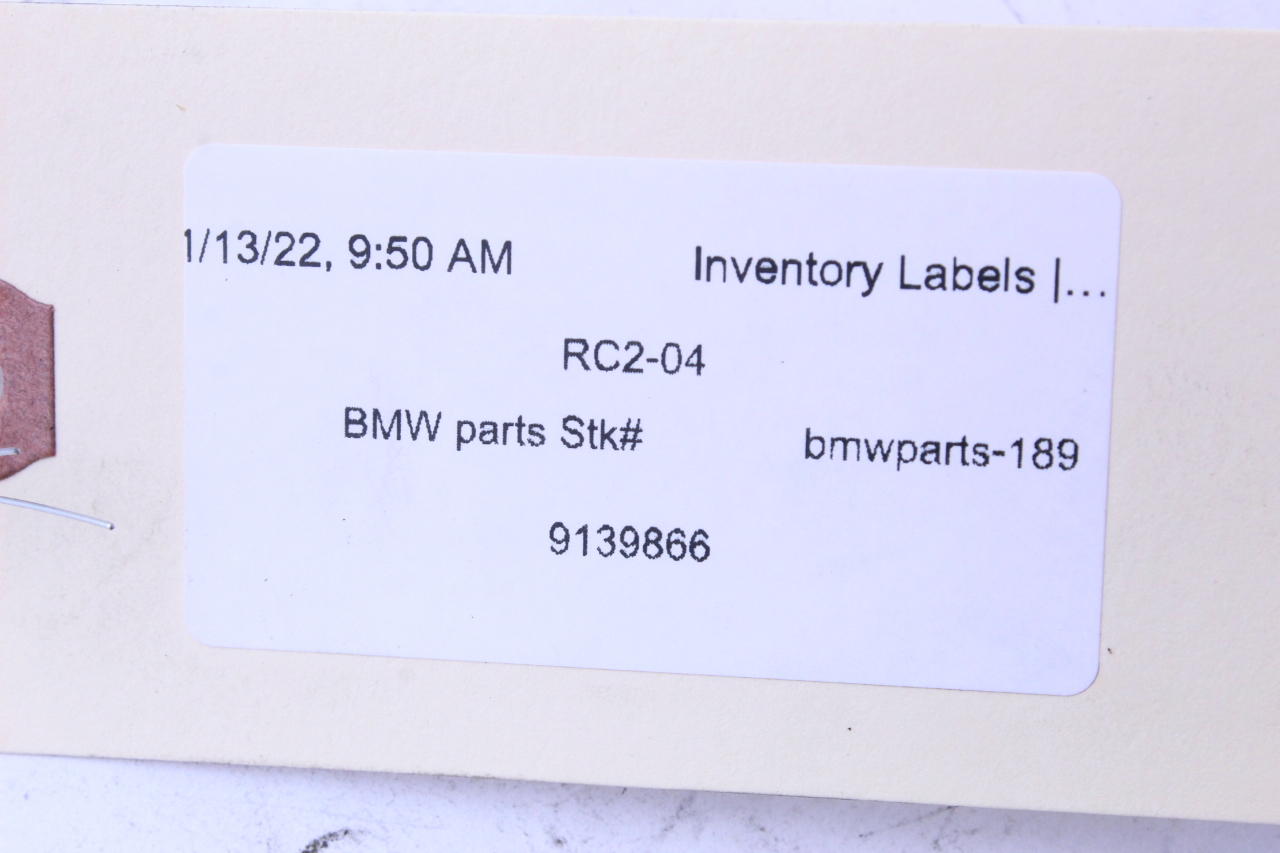 1/13/22, 9:50 AM Inventory Labels |...
RC2-04
BMW parts Stk# bmwparts-189
9139866